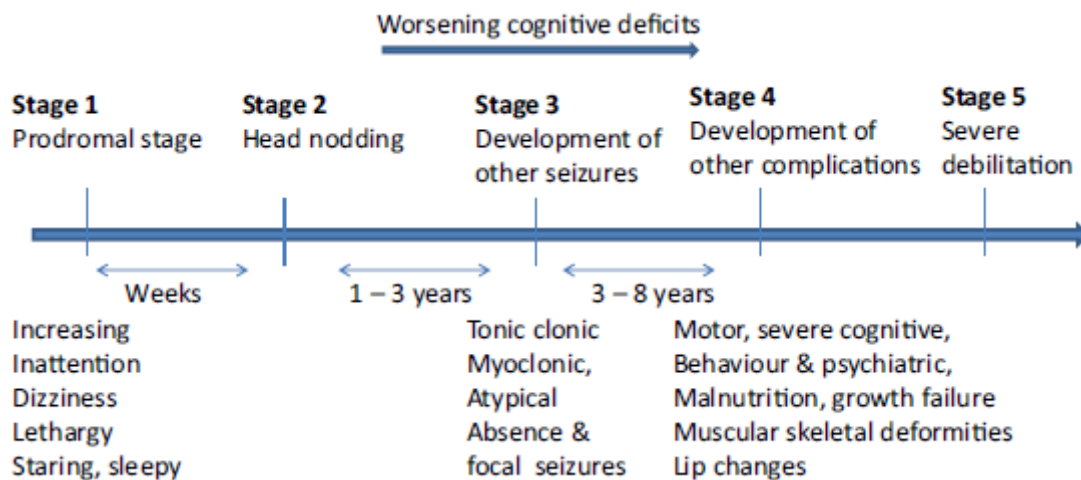 Worsening cognitive deficits
Stage 1
Prodromal stage
Stage 2
Head nodding
Stage 3
Development of
other seizures
Stage 4
Development of
other complications
Stage 5
Severe
debilitation
Weeks
1 – 3 years
3 – 8 years
Increasing
Inattention
Dizziness
Lethargy
Staring, sleepy
Tonic clonic
Myoclonic,
Atypical
Absence &
focal seizures
Motor, severe cognitive,
Behaviour & psychiatric,
Malnutrition, growth failure
Muscular skeletal deformities
Lip changes